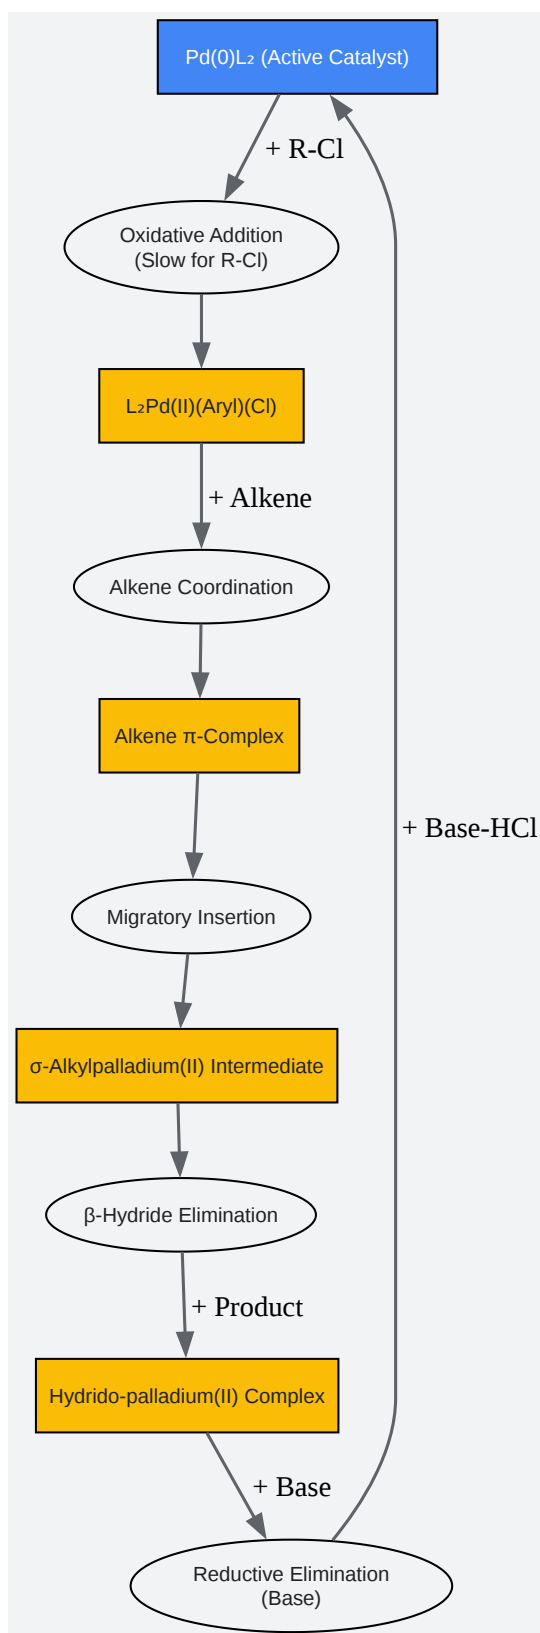 Pd(0)L₂ (Active Catalyst)
+ R-Cl
Oxidative Addition
(Slow for R-Cl)
L₂Pd(II)(Aryl)(Cl)
+ Alkene
Alkene Coordination
Alkene π-Complex
+ Base-HCl
Migratory Insertion
σ-Alkylpalladium(II) Intermediate
β-Hydride Elimination
+ Product
Hydrido-palladium(II) Complex
+ Base
Reductive Elimination
(Base)